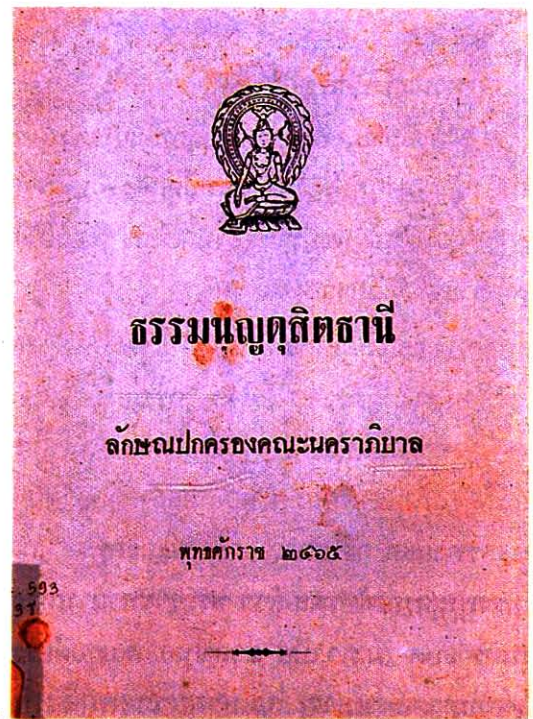 ธรรมนูญดุสิตธานี
ลักษณปกครองคณะนคราภิบาล
พุทธศักราช ๒๔๖๕
593